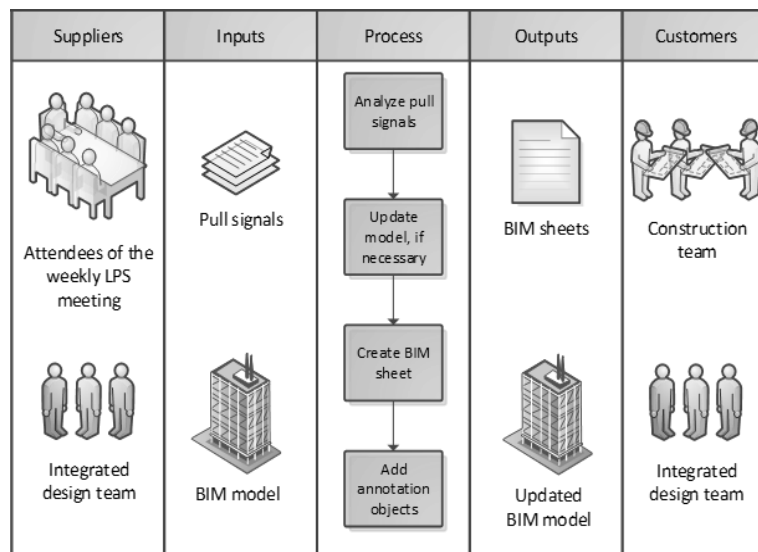 Suppliers
Inputs
Process
Outputs
Customers
Attendees of the
weekly LPS
meeting
Integrated
design team
Pull signals
BIM model
Analyze pull
signals
Update
model, if
necessary
Create BIM
sheet
Add
annotation
objects
BIM sheets
Updated
BIM model
Construction
team
Integrated
design team